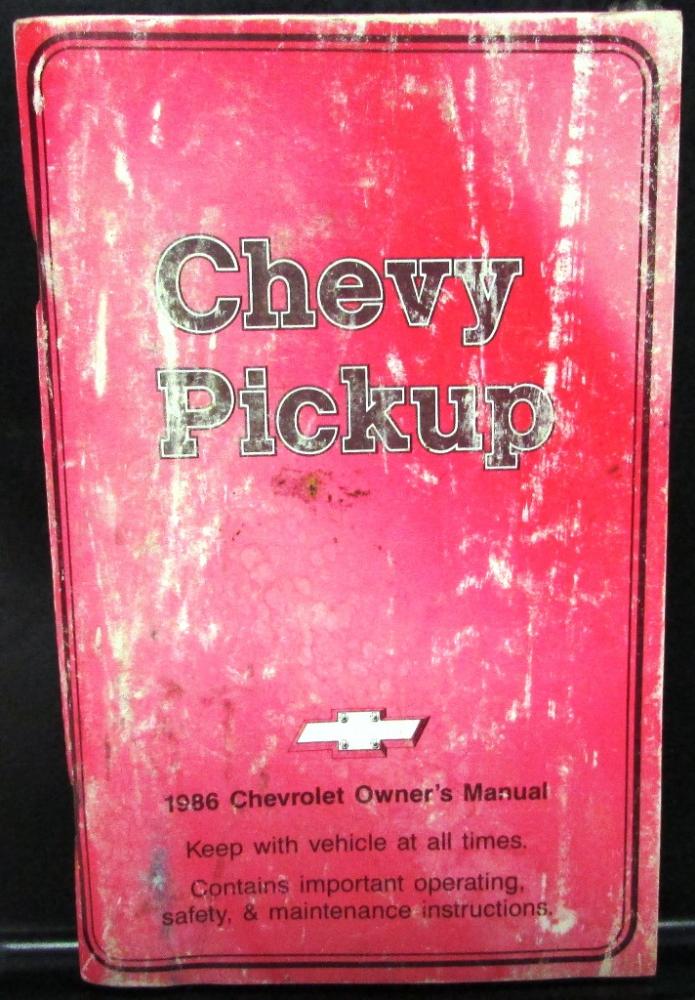 Chevy
Pickup
1986 Chevrolet Owner's Manual
Keep with vehicle at all times.
Contains important operating,
safety, & maintenance instructions.